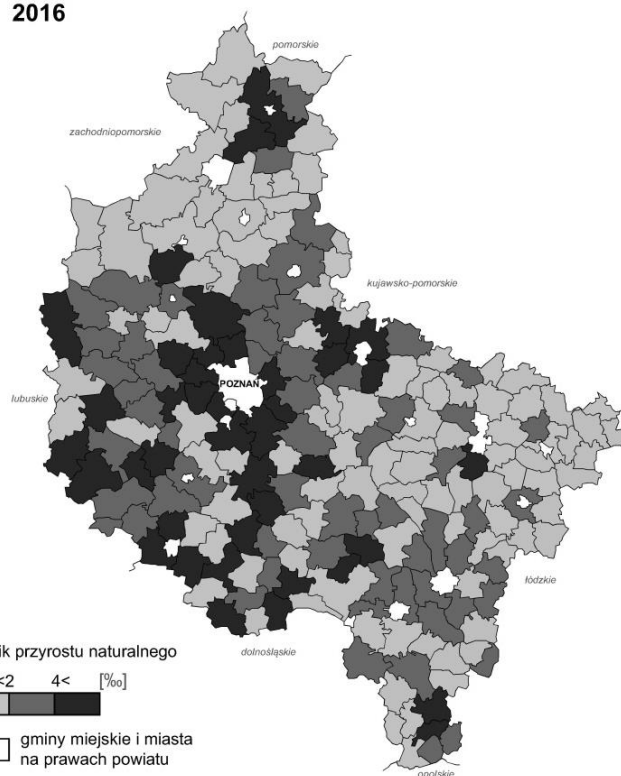 2016
pomorskie
zachodniopomorskie
kujawsko-pomorskie
POZNAŃ
lubuskie
łódzkie
dolnośląskie
ik przyrostu naturalnego
<2 4< [‰]
gminy miejskie i miasta
na prawach powiatu
opolskie